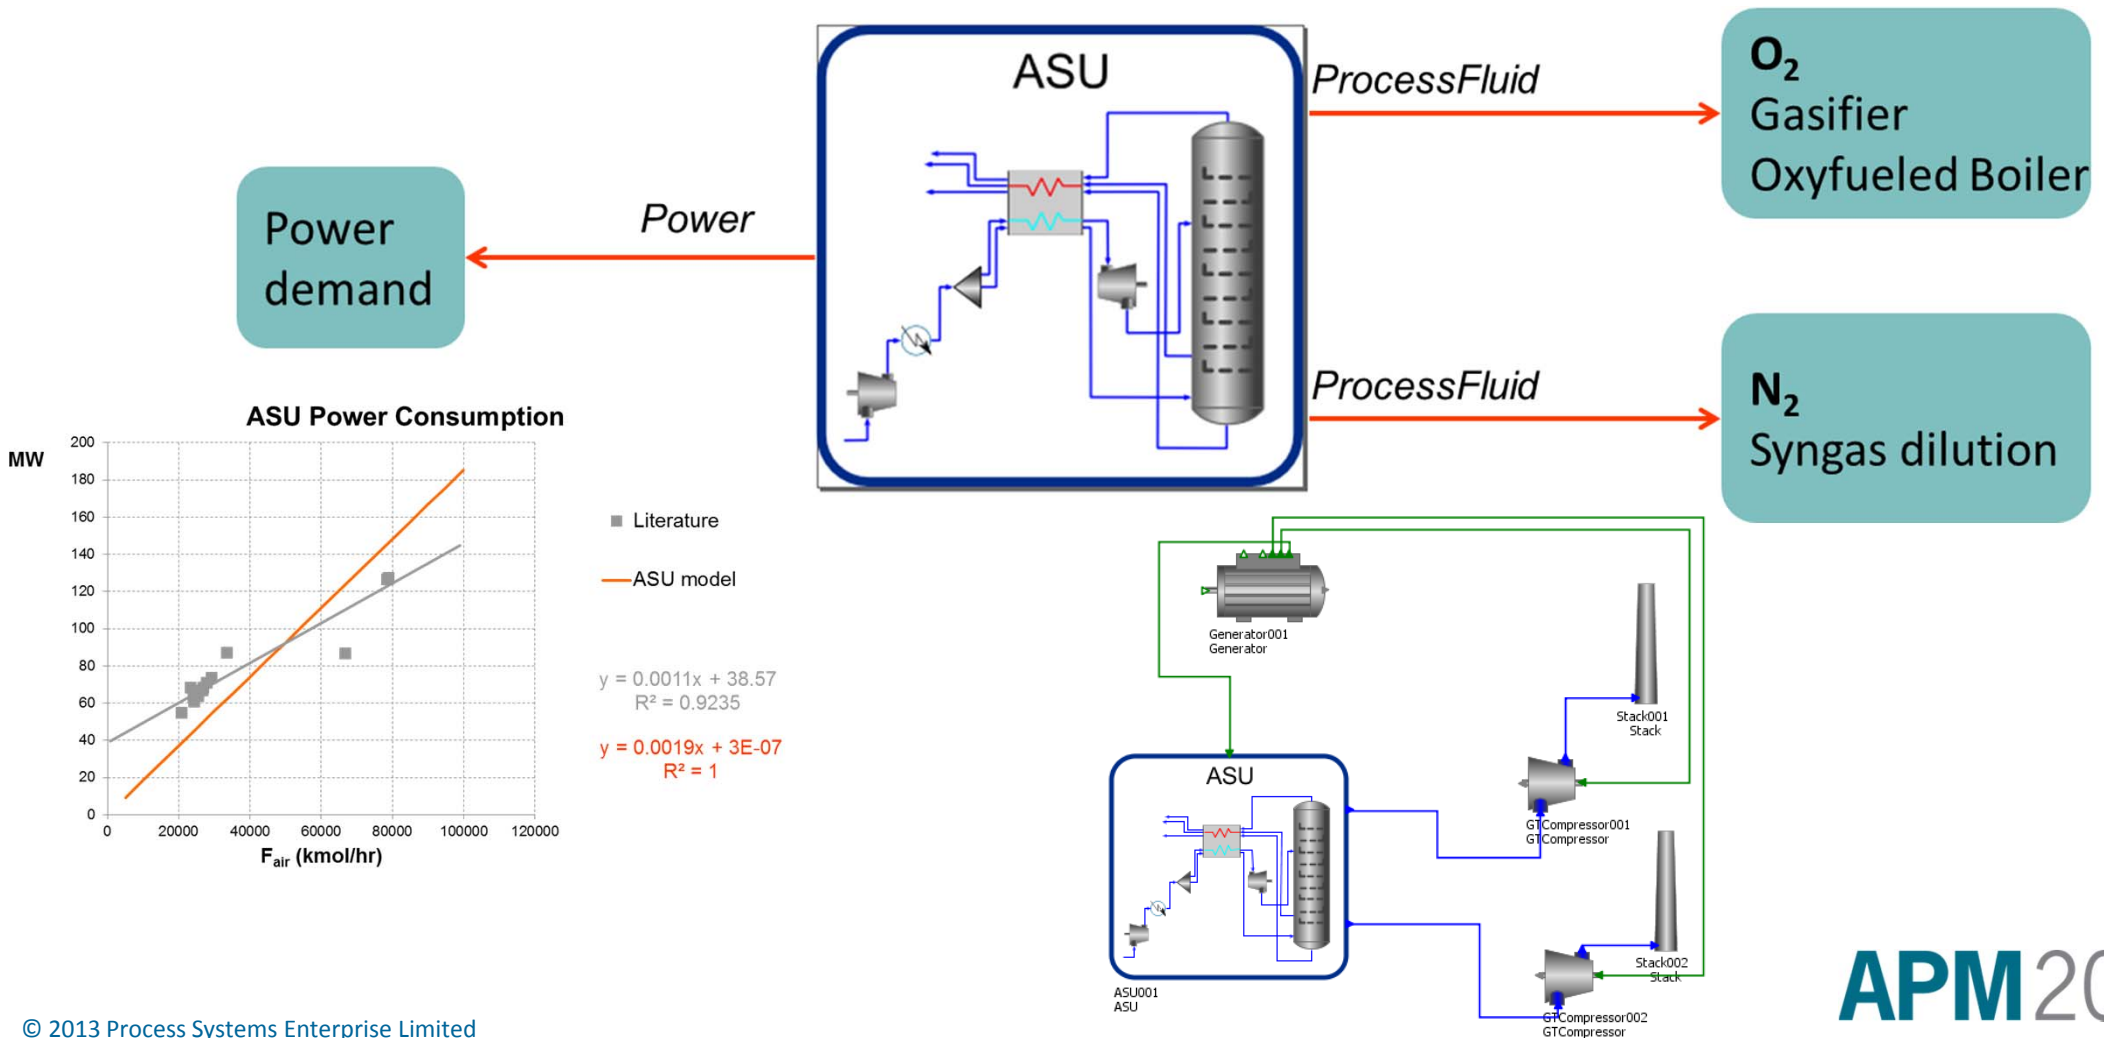 ASU
ProcessFluid
O₂
Gasifier
Oxyfueled Boiler
Power
Power
demand
ProcessFluid
N₂
Syngas dilution
ASU Power Consumption
MW
200
180
160
140
120
100
80
60
40
20
0
0 20000 40000 60000 80000 100000 120000
F_air (kmol/hr)
Literature
ASU model
y = 0.0011x + 38.57
R² = 0.9235
y = 0.0019x + 3E-07
R² = 1
Generator001
Generator
Stack001
Stack
ASU
GTCompressor001
GTCompressor
Stack002
Stack
ASU001
ASU
GTCompressor002
GTCompressor
APM 20
© 2013 Process Systems Enterprise Limited